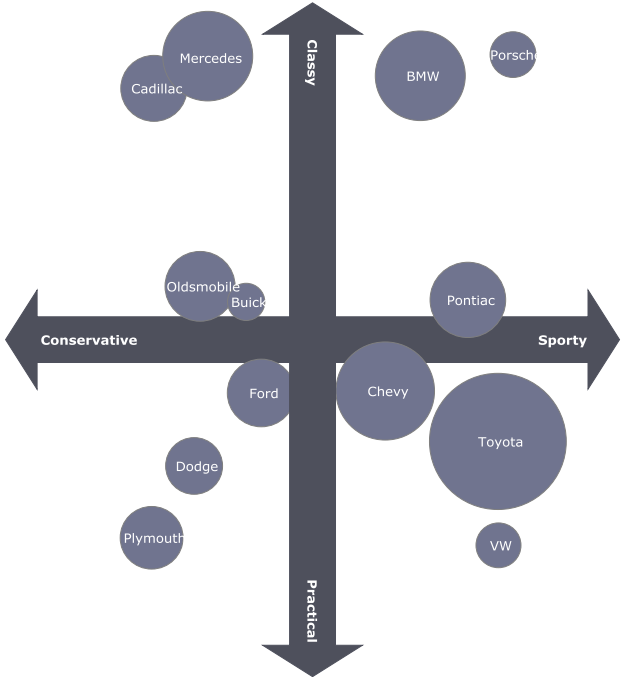 Classy
Mercedes
Cadillac
BMW
Porsche
Oldsmobile
Buick
Pontiac
Conservative
Sporty
Ford
Chevy
Toyota
Dodge
Plymouth
VW
Practical